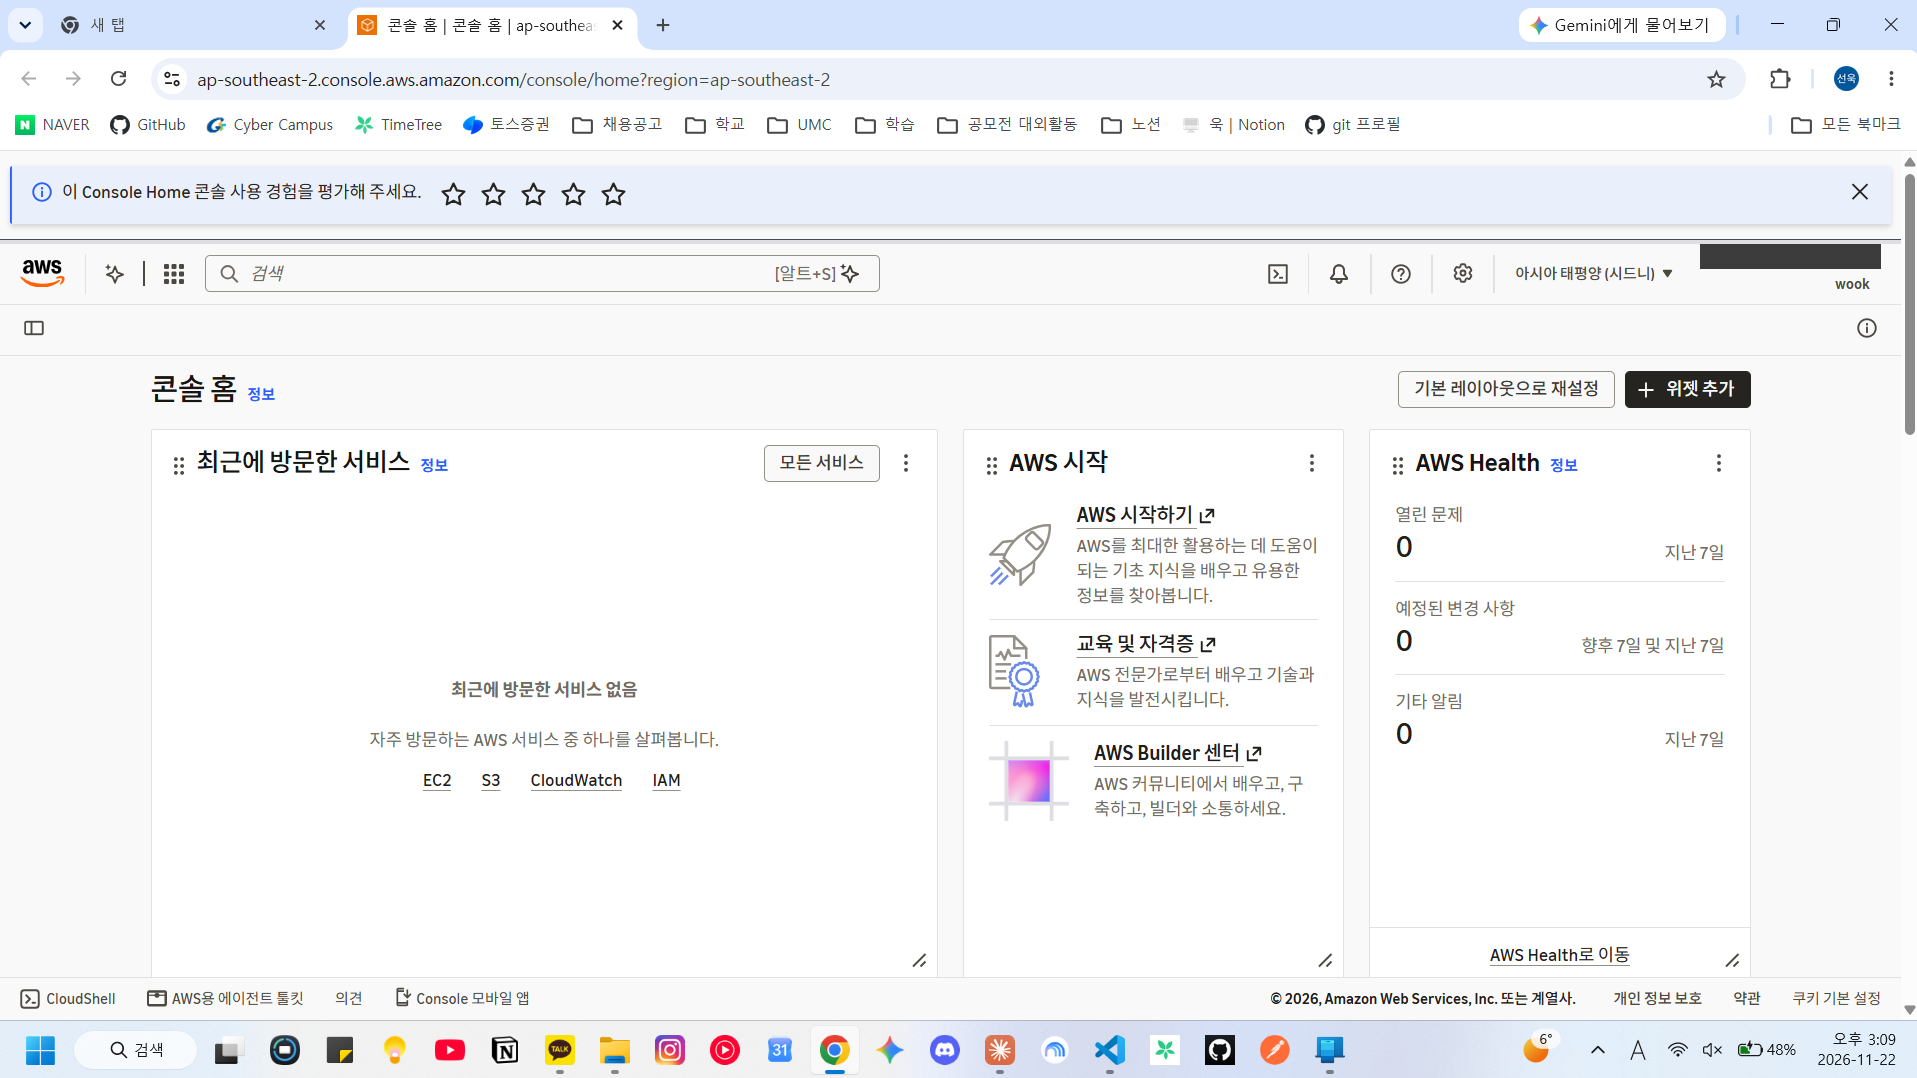 새 탭
콘솔 홈 | 콘솔 홈 | ap-southeas
Gemini에게 물어보기
ap-southeast-2.console.aws.amazon.com/console/home?region=ap-southeast-2
선욱
NAVER GitHub Cyber Campus TimeTree 토스증권 채용공고 학교 UMC 학습 공모전 대외활동 노션 욱 | Notion git 프로필 모든 북마크
이 Console Home 콘솔 사용 경험을 평가해 주세요.
aws
검색 [알트+S]
아시아 태평양 (시드니)
wook
콘솔 홈 정보
기본 레이아웃으로 재설정
위젯 추가
최근에 방문한 서비스 정보
모든 서비스
최근에 방문한 서비스 없음
자주 방문하는 AWS 서비스 중 하나를 살펴봅니다.
EC2 S3 CloudWatch IAM
AWS 시작
AWS 시작하기
AWS를 최대한 활용하는 데 도움이
되는 기초 지식을 배우고 유용한
정보를 찾아봅니다.
교육 및 자격증
AWS 전문가로부터 배우고 기술과
지식을 발전시킵니다.
AWS Builder 센터
AWS 커뮤니티에서 배우고, 구
축하고, 빌더와 소통하세요.
AWS Health 정보
열린 문제
0 지난 7일
예정된 변경 사항
0 향후 7일 및 지난 7일
기타 알림
0 지난 7일
AWS Health로 이동
CloudShell AWS용 에이전트 툴킷 의견 Console 모바일 앱
© 2026, Amazon Web Services, Inc. 또는 계열사. 개인 정보 보호 약관 쿠키 기본 설정
검색
TALK
31
6°
A
48%
오후 3:09
2026-11-22